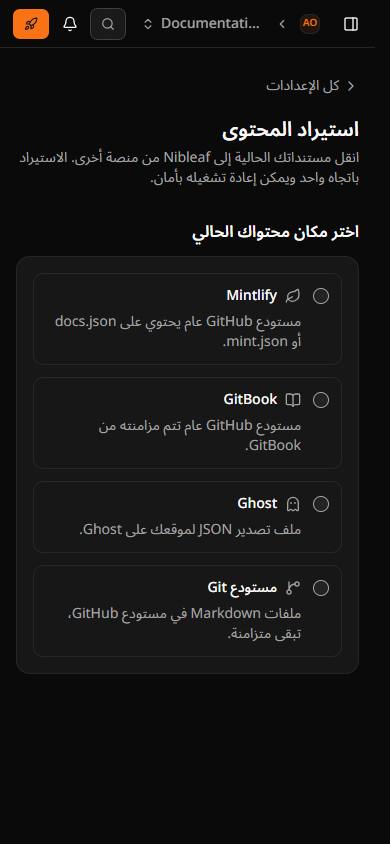 AO
Documentati...
كل الإعدادات
استيراد المحتوى
انقل مستنداتك الحالية إلى Nibleaf من منصة أخرى. الاستيراد
باتجاه واحد ويمكن إعادة تشغيله بأمان.
اختر مكان محتواك الحالي
Mintlify
مستودع GitHub عام يحتوي على docs.json
أو mint.json.
GitBook
مستودع GitHub عام تتم مزامنته من
GitBook.
Ghost
ملف تصدير JSON لموقعك على Ghost.
مستودع Git
ملفات Markdown في مستودع GitHub،
تبقى متزامنة.